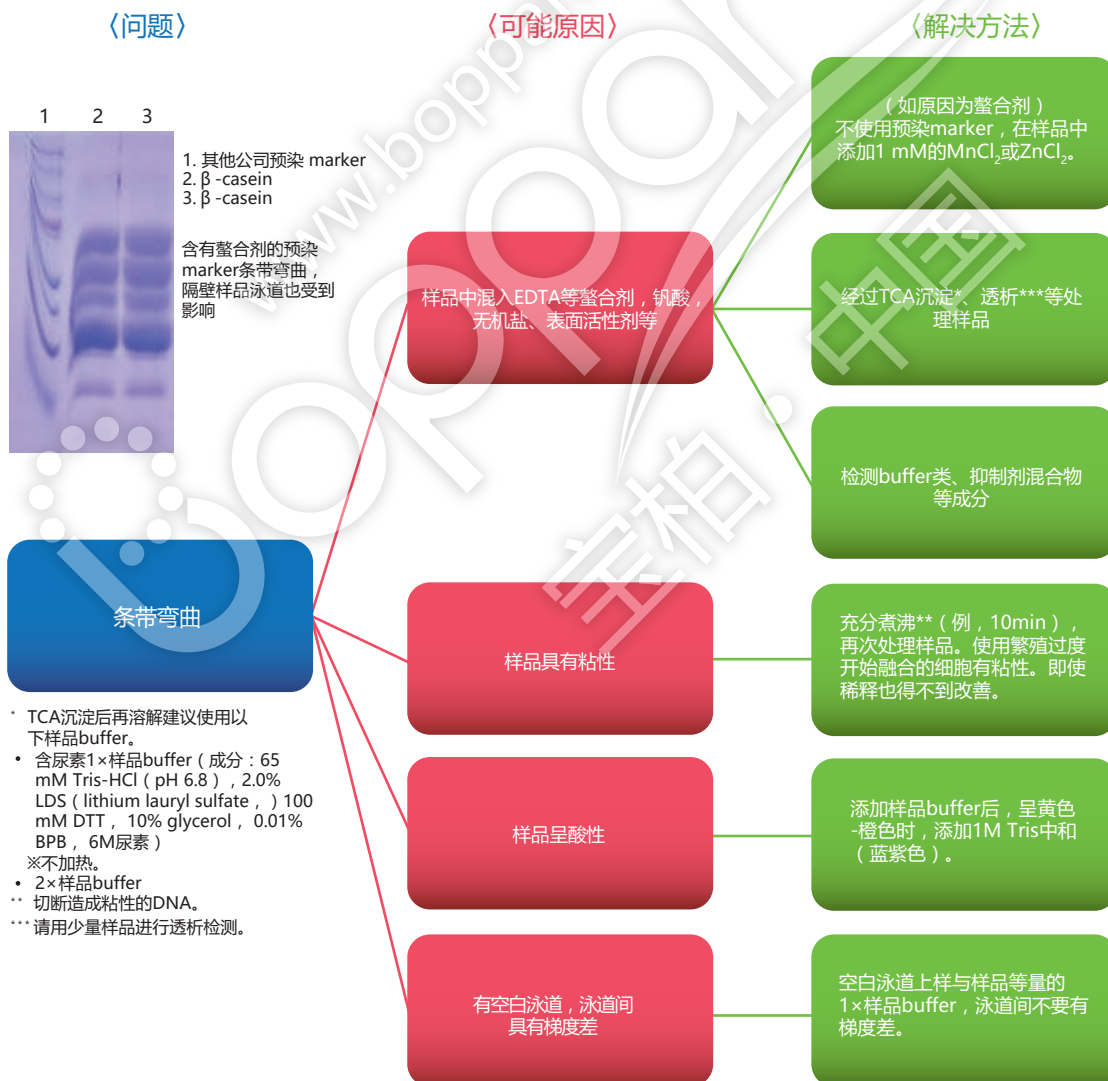 〈问题〉
〈可能原因〉
〈解决方法〉
1 2 3
1. 其他公司预染 marker
2. β -casein
3. β -casein
含有螯合剂的预染
marker条带弯曲，
隔壁样品泳道也受到
影响
条带弯曲
* TCA沉淀后再溶解建议使用以
下样品buffer。
• 含尿素1×样品buffer（成分：65
mM Tris-HCl（pH 6.8），2.0%
LDS（lithium lauryl sulfate，）100
mM DTT，10% glycerol，0.01%
BPB，6M尿素）
※不加热。
• 2×样品buffer
** 切断造成粘性的DNA。
*** 请用少量样品进行透析检测。
样品中混入EDTA等螯合剂，钒酸，
无机盐、表面活性剂等
样品具有粘性
样品呈酸性
有空白泳道，泳道间
具有梯度差
（如原因为螯合剂）
不使用预染marker，在样品中
添加1 mM的MnCl₂或ZnCl₂。
经过TCA沉淀*、透析***等处
理样品
检测buffer类、抑制剂混合物
等成分
充分煮沸**（例，10min），
再次处理样品。使用繁殖过度
开始融合的细胞有粘性。即使
稀释也得不到改善。
添加样品buffer后，呈黄色
-橙色时，添加1M Tris中和
（蓝紫色）。
空白泳道上样与样品等量的
1×样品buffer，泳道间不要有
梯度差。
boppard
宝柏·中国